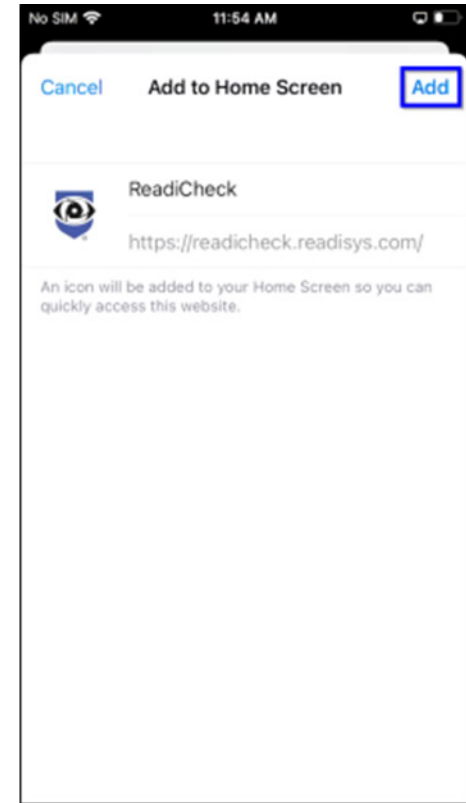 No SIM 11:54 AM
Cancel Add to Home Screen Add
ReadiCheck
https://readicheck.readisys.com/
An icon will be added to your Home Screen so you can
quickly access this website.